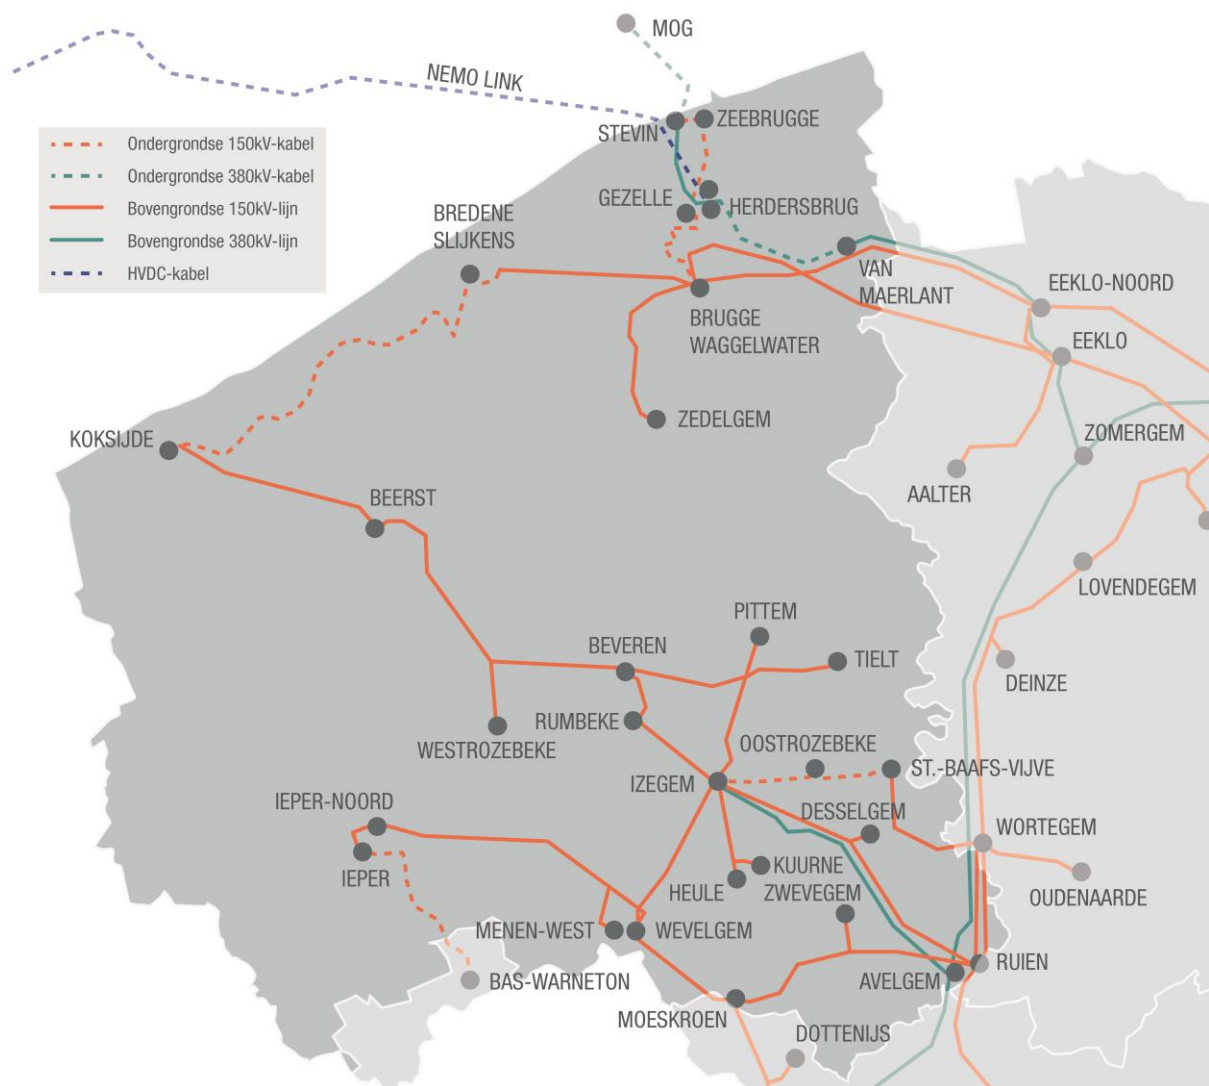 MOG
NEMO LINK
STEVIN
ZEEBRUGGE
Ondergrondse 150kV-kabel
Ondergrondse 380kV-kabel
Bovengrondse 150kV-lijn
Bovengrondse 380kV-lijn
HVDC-kabel
GEZELLE
HERDERSBRUG
BREDENE
SLIJKENS
VAN
MAERLANT
EEKLO-NOORD
BRUGGE
WAGGELWATER
EEKLO
ZEDELGEM
ZOMERGEM
KOKSIJDE
AALTER
BEERST
LOVENDEGEM
PITTEM
BEVEREN
TIELT
DEINZE
RUMBEKE
WESTROZEBEKE
OOSTROZEBEKE
ST.-BAAFS-VIJVE
IZEGEM
IEPER-NOORD
DESSELGEM
WORTEGEM
IEPER
KUURNE
HEULE
ZWEVEGEM
OUDENAARDE
MENEN-WEST
WEVELGEM
RUIEN
BAS-WARNETON
AVELGEM
MOESKROEN
DOTTENIJS